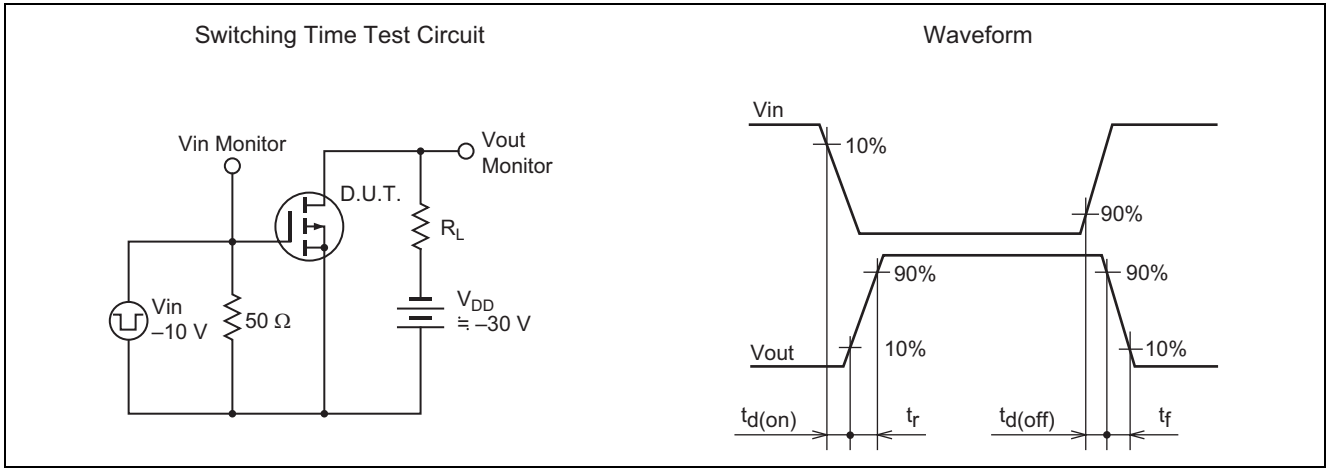 Switching Time Test Circuit
Vin Monitor
Vout
Monitor
D.U.T.
RL
Vin
–10 V
50 Ω
VDD
≒ –30 V
Waveform
Vin
10%
90%
90%
90%
Vout
10%
10%
td(on)
tr
td(off)
tf